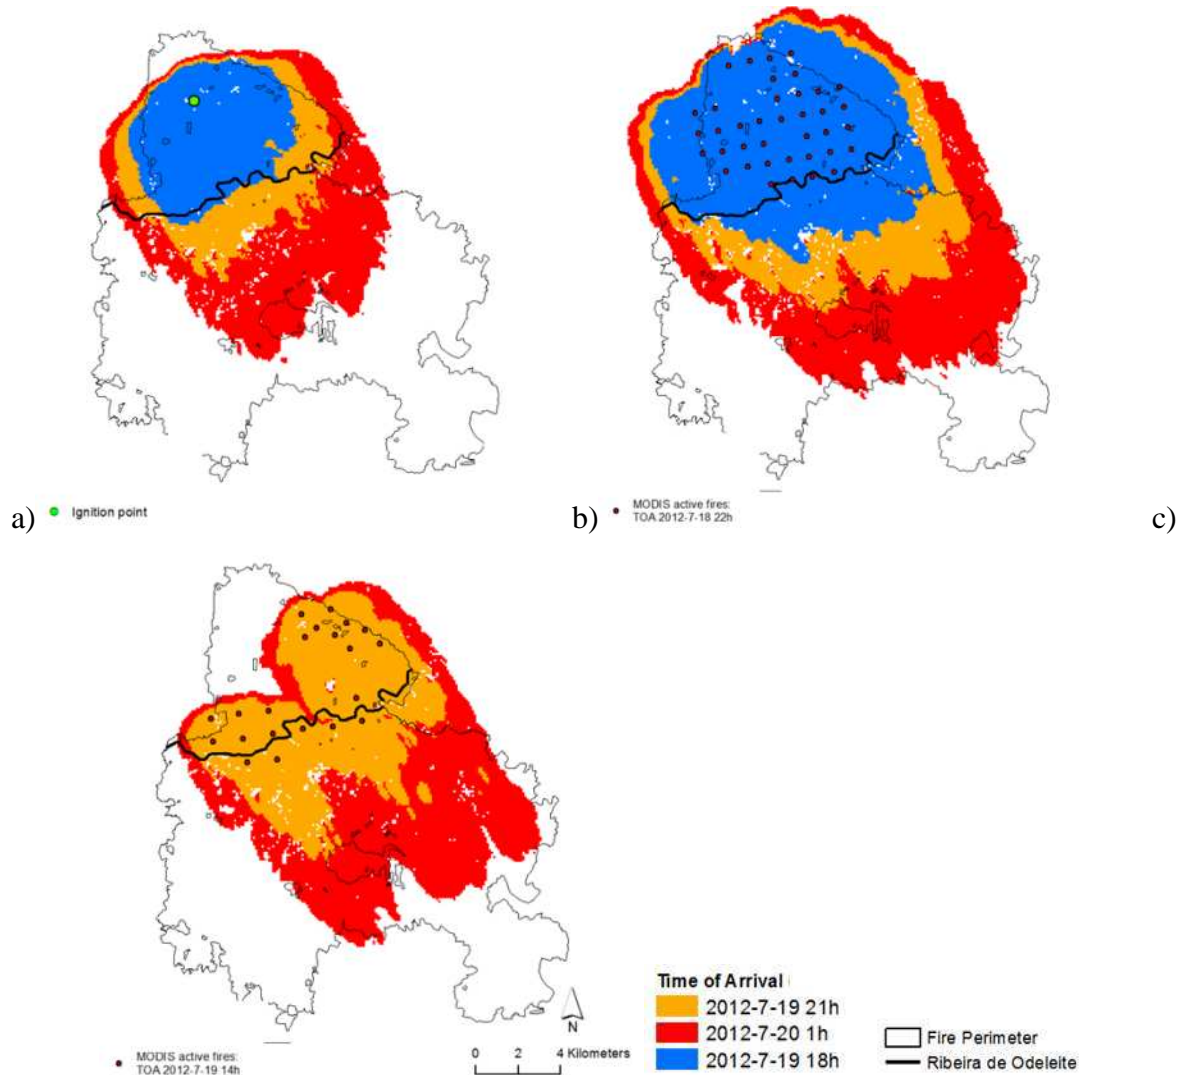 a)
Ignition point
b)
MODIS active fires:
TOA 2012-7-18 22h
c)
MODIS active fires:
TOA 2012-7-19 14h
N
0 2 4 Kilometers
Time of Arrival
2012-7-19 21h
2012-7-20 1h
2012-7-19 18h
Fire Perimeter
Ribeira de Odeleite